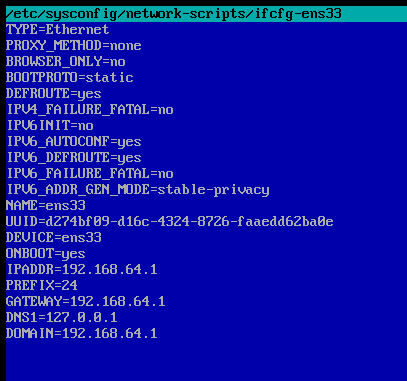 /etc/sysconfig/network-scripts/ifcfg-ens33
TYPE=Ethernet
PROXY_METHOD=none
BROWSER_ONLY=no
BOOTPROTO=static
DEFROUTE=yes
IPV4_FAILURE_FATAL=no
IPV6INIT=no
IPV6_AUTOCONF=yes
IPV6_DEFROUTE=yes
IPV6_FAILURE_FATAL=no
IPV6_ADDR_GEN_MODE=stable-privacy
NAME=ens33
UUID=d274bf09-d16c-4324-8726-faaedd62ba0e
DEVICE=ens33
ONBOOT=yes
IPADDR=192.168.64.1
PREFIX=24
GATEWAY=192.168.64.1
DNS1=127.0.0.1
DOMAIN=192.168.64.1